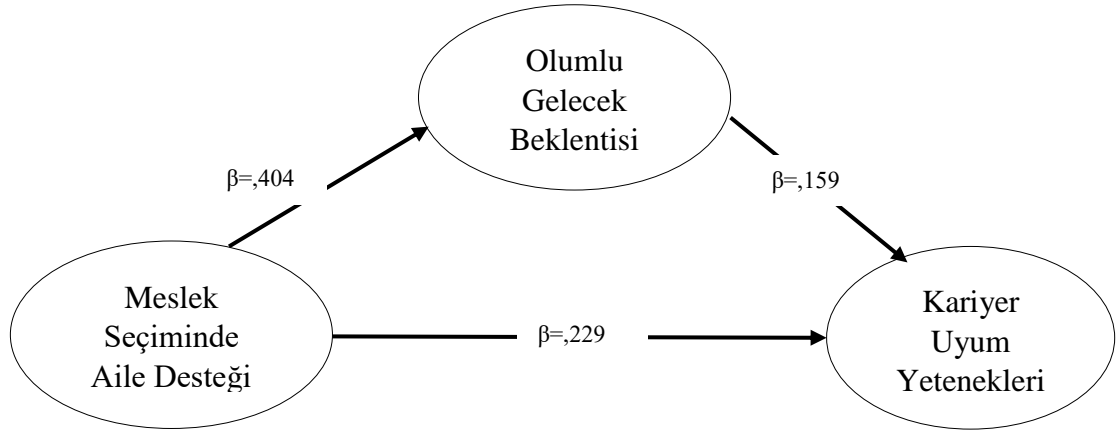 Olumlu
Gelecek
Beklentisi
β=,404
β=,159
Meslek
Seçiminde
Aile Desteği
β=,229
Kariyer
Uyum
Yetenekleri